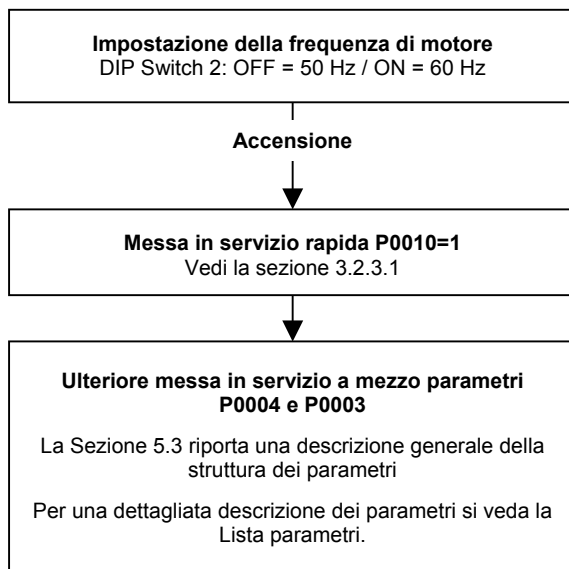 Impostazione della frequenza di motore
DIP Switch 2: OFF = 50 Hz / ON = 60 Hz
Accensione
Messa in servizio rapida P0010=1
Vedi la sezione 3.2.3.1
Ulteriore messa in servizio a mezzo parametri
P0004 e P0003
La Sezione 5.3 riporta una descrizione generale della
struttura dei parametri
Per una dettagliata descrizione dei parametri si veda la
Lista parametri.